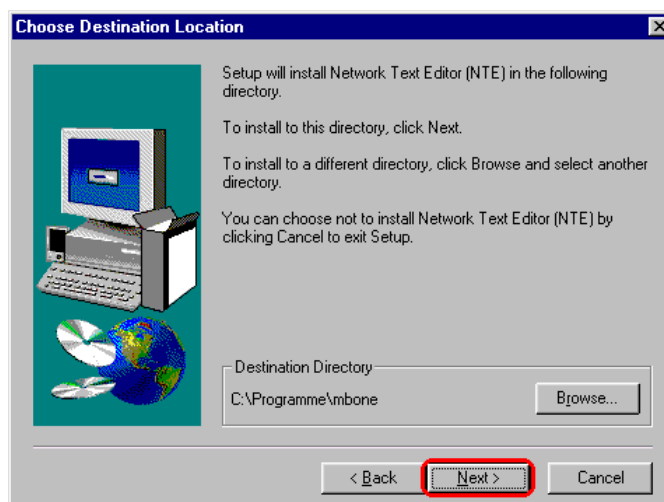 Choose Destination Location
Setup will install Network Text Editor (NTE) in the following
directory.
To install to this directory, click Next.
To install to a different directory, click Browse and select another
directory.
You can choose not to install Network Text Editor (NTE) by
clicking Cancel to exit Setup.
Destination Directory
C:\Programme\mbone
Browse...
< Back
Next >
Cancel